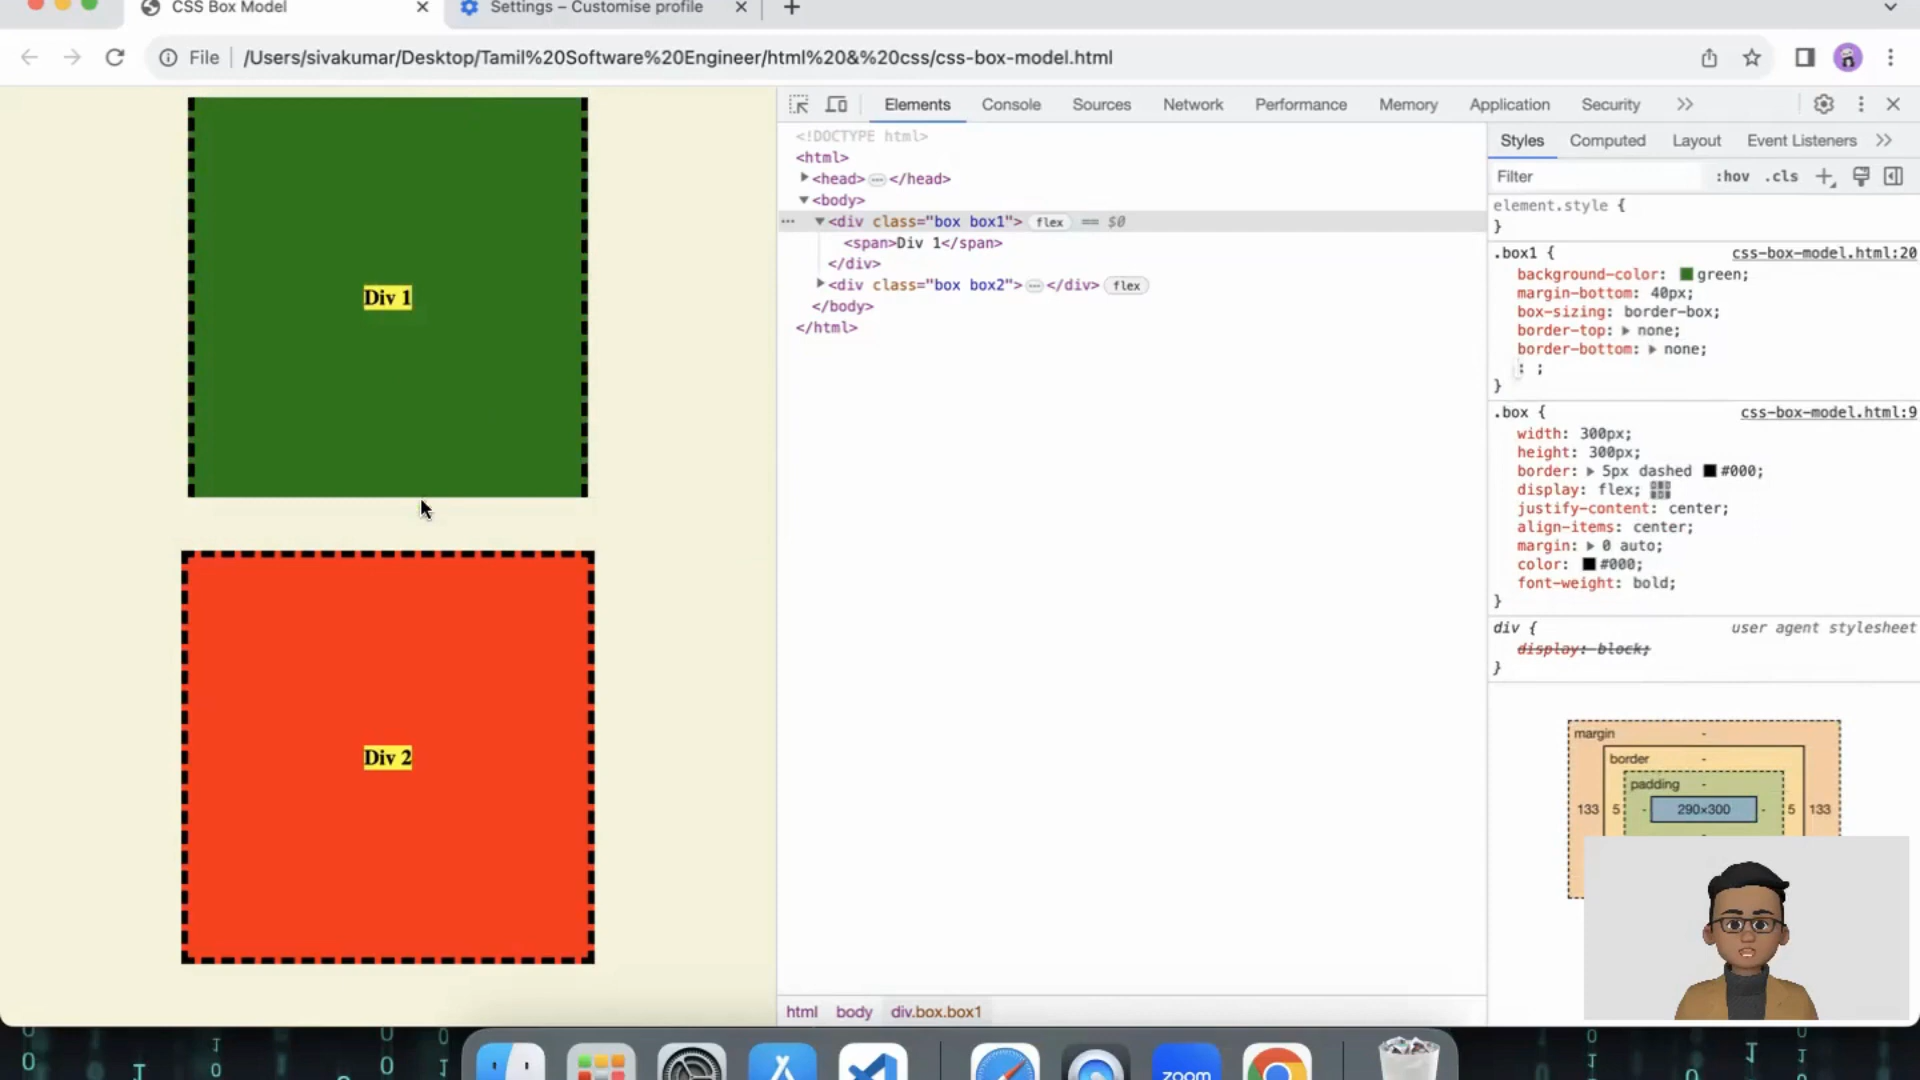 CSS Box Model
Settings – Customise profile
File
/Users/sivakumar/Desktop/Tamil%20Software%20Engineer/html%20&%20css/css-box-model.html
Div 1
Div 2
Elements Console Sources Network Performance Memory Application Security
<!DOCTYPE html>
<html>
<head> </head>
<body>
<div class="box box1"> flex == $0
<span>Div 1</span>
</div>
<div class="box box2"> </div> flex
</body>
</html>
html body div.box.box1
Styles Computed Layout Event Listeners
Filter :hov .cls
element.style {
}
.box1 { css-box-model.html:20
background-color: green;
margin-bottom: 40px;
box-sizing: border-box;
border-top: none;
border-bottom: none;
: ;
}
.box { css-box-model.html:9
width: 300px;
height: 300px;
border: 5px dashed #000;
display: flex;
justify-content: center;
align-items: center;
margin: 0 auto;
color: #000;
font-weight: bold;
}
div { user agent stylesheet
display: block;
}
margin -
border -
padding -
133 5 - 290×300 - 5 133
zoom